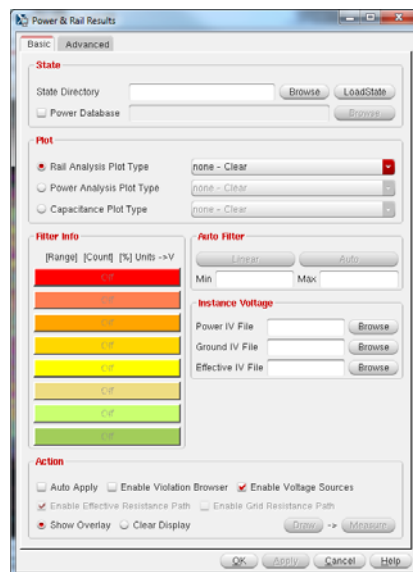 Power & Rail Results
Basic Advanced
State
State Directory Browse LoadState
Power Database Browse
Plot
Rail Analysis Plot Type none - Clear
Power Analysis Plot Type none - Clear
Capacitance Plot Type none - Clear
Filter Info
[Range] [Count] [%] Units ->V
Off
Off
Off
Off
Off
Off
Off
Off
Auto Filter
Linear Auto
Min Max
Instance Voltage
Power IV File Browse
Ground IV File Browse
Effective IV File Browse
Action
Auto Apply Enable Violation Browser Enable Voltage Sources
Enable Effective Resistance Path Enable Grid Resistance Path
Show Overlay Clear Display Draw -> Measure
OK Apply Cancel Help